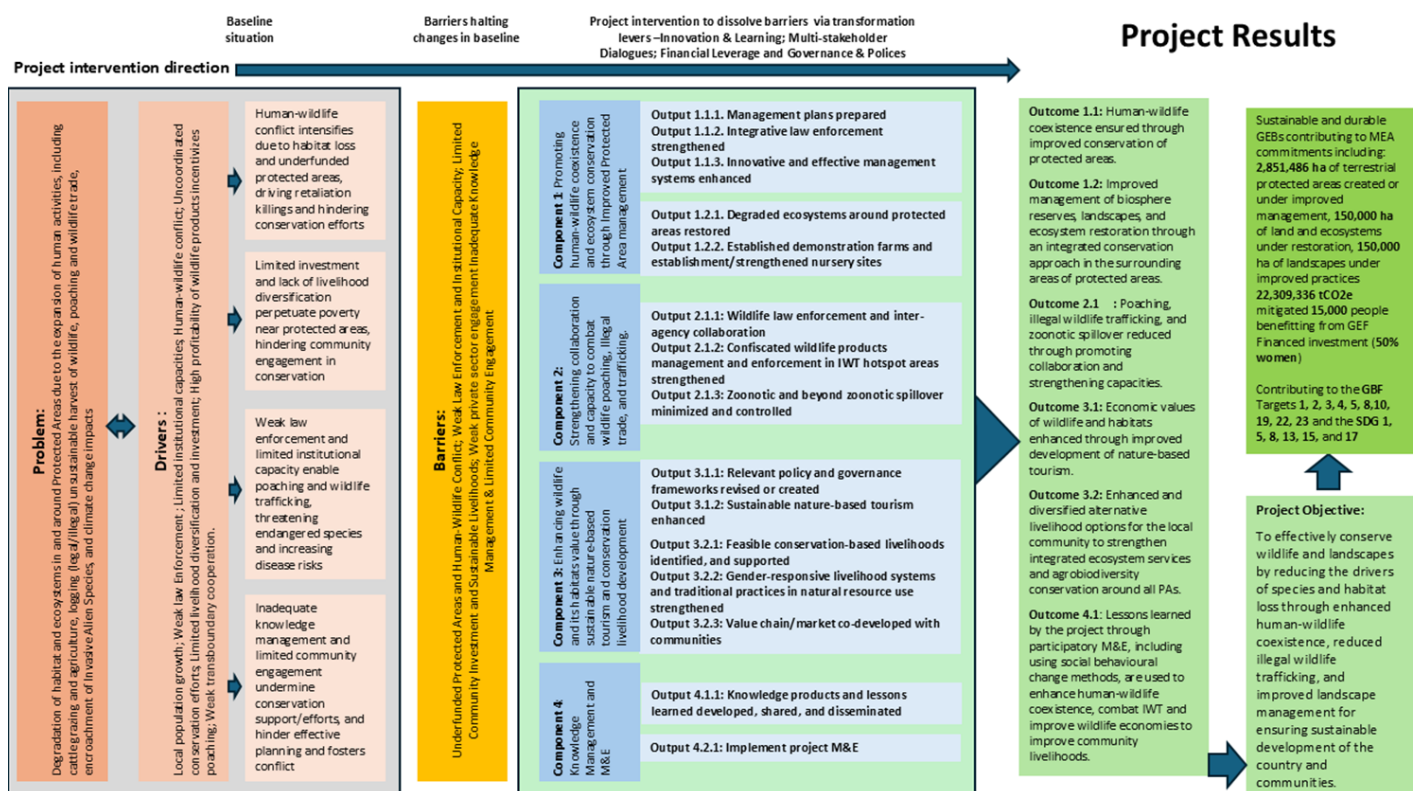 Baseline
situation
Barriers halting
changes in baseline
Project intervention to dissolve barriers via transformation
levers –Innovation & Learning; Multi-stakeholder
Dialogues; Financial Leverage and Governance & Polices
Project Results
Project intervention direction
Problem:
Degradation of habitat and ecosystems in and around Protected Areas due to the expansion of human activities, including
cattle grazing and agriculture, logging (legal/illegal) unsustainable harvest of wildlife, poaching and wildlife trade,
encroachment of Invasive Alien Species, and climate change impacts
Drivers :
Local population growth; Weak law Enforcement ; Limited institutional capacities; Human-wildlife conflict; Uncoordinated
conservation efforts; Limited livelihood diversification and investment; High profitability of wildlife products Incentivizes
poaching; Weak transboundary cooperation.
Human-wildlife
conflict intensifies
due to habitat loss
and underfunded
protected areas,
driving retaliation
killings and hindering
conservation efforts
Limited investment
and lack of livelihood
diversification
perpetuate poverty
near protected areas,
hindering community
engagement in
conservation
Weak law
enforcement and
limited institutional
capacity enable
poaching and wildlife
trafficking,
threatening
endangered species
and increasing
disease risks
Inadequate
knowledge
management and
limited community
engagement
undermine
conservation
support/efforts, and
hinder effective
planning and fosters
conflict
Barriers :
Underfunded Protected Areas and Human-Wildlife Conflict; Weak Law Enforcement and Institutional Capacity; Limited
Community Investment and Sustainable Livelihoods; Weak private sector engagement Inadequate Knowledge
Management & Limited Community Engagement
Component 1: Promoting
human-wildlife coexistence
and ecosystem conservation
through Improved Protected
Area management
Output 1.1.1. Management plans prepared
Output 1.1.2. Integrative law enforcement
strengthened
Output 1.1.3. Innovative and effective management
systems enhanced
Output 1.2.1. Degraded ecosystems around protected
areas restored
Output 1.2.2. Established demonstration farms and
establishment/strengthened nursery sites
Component 2:
Strengthening collaboration
and capacity to combat
wildlife poaching, Illegal
trade, and trafficking.
Output 2.1.1: Wildlife law enforcement and inter-
agency collaboration
Output 2.1.2: Confiscated wildlife products
management and enforcement in IWT hotspot areas
strengthened
Output 2.1.3: Zoonotic and beyond zoonotic spillover
minimized and controlled
Component 3: Enhancing wildlife
and its habitats value through
sustainable nature-based
tourism and conservation
livelihood development
Output 3.1.1: Relevant policy and governance
frameworks revised or created
Output 3.1.2: Sustainable nature-based tourism
enhanced
Output 3.2.1: Feasible conservation-based livelihoods
identified, and supported
Output 3.2.2: Gender-responsive livelihood systems
and traditional practices in natural resource use
strengthened
Output 3.2.3: Value chain/market co-developed with
communities
Component 4:
Knowledge
Management and
M&E
Output 4.1.1: Knowledge products and lessons
learned developed, shared, and disseminated
Output 4.2.1: Implement project M&E
Outcome 1.1: Human-wildlife
coexistence ensured through
improved conservation of
protected areas.
Outcome 1.2: Improved
management of biosphere
reserves, landscapes, and
ecosystem restoration through
an integrated conservation
approach in the surrounding
areas of protected areas.
Outcome 2.1 : Poaching,
illegal wildlife trafficking, and
zoonotic spillover reduced
through promoting
collaboration and
strengthening capacities.
Outcome 3.1: Economic values
of wildlife and habitats
enhanced through improved
development of nature-based
tourism.
Outcome 3.2: Enhanced and
diversified alternative
livelihood options for the local
community to strengthen
integrated ecosystem services
and agrobiodiversity
conservation around all PAs.
Outcome 4.1: Lessons learned
by the project through
participatory M&E, including
using social behavioural
change methods, are used to
enhance human-wildlife
coexistence, combat IWT and
improve wildlife economies to
improve community
livelihoods.
Sustainable and durable
GEBs contributing to MEA
commitments including:
2,851,486 ha of terrestrial
protected areas created or
under improved
management, 150,000 ha
of land and ecosystems
under restoration, 150,000
ha of landscapes under
improved practices
22,309,336 tCO2e
mitigated 15,000 people
benefitting from GEF
Financed investment (50%
women)
Contributing to the GBF
Targets 1, 2, 3, 4, 5, 8,10,
19, 22, 23 and the SDG 1,
5, 8, 13, 15, and 17
Project Objective:
To effectively conserve
wildlife and landscapes
by reducing the drivers
of species and habitat
loss through enhanced
human-wildlife
coexistence, reduced
illegal wildlife
trafficking, and
improved landscape
management for
ensuring sustainable
development of the
country and
communities.